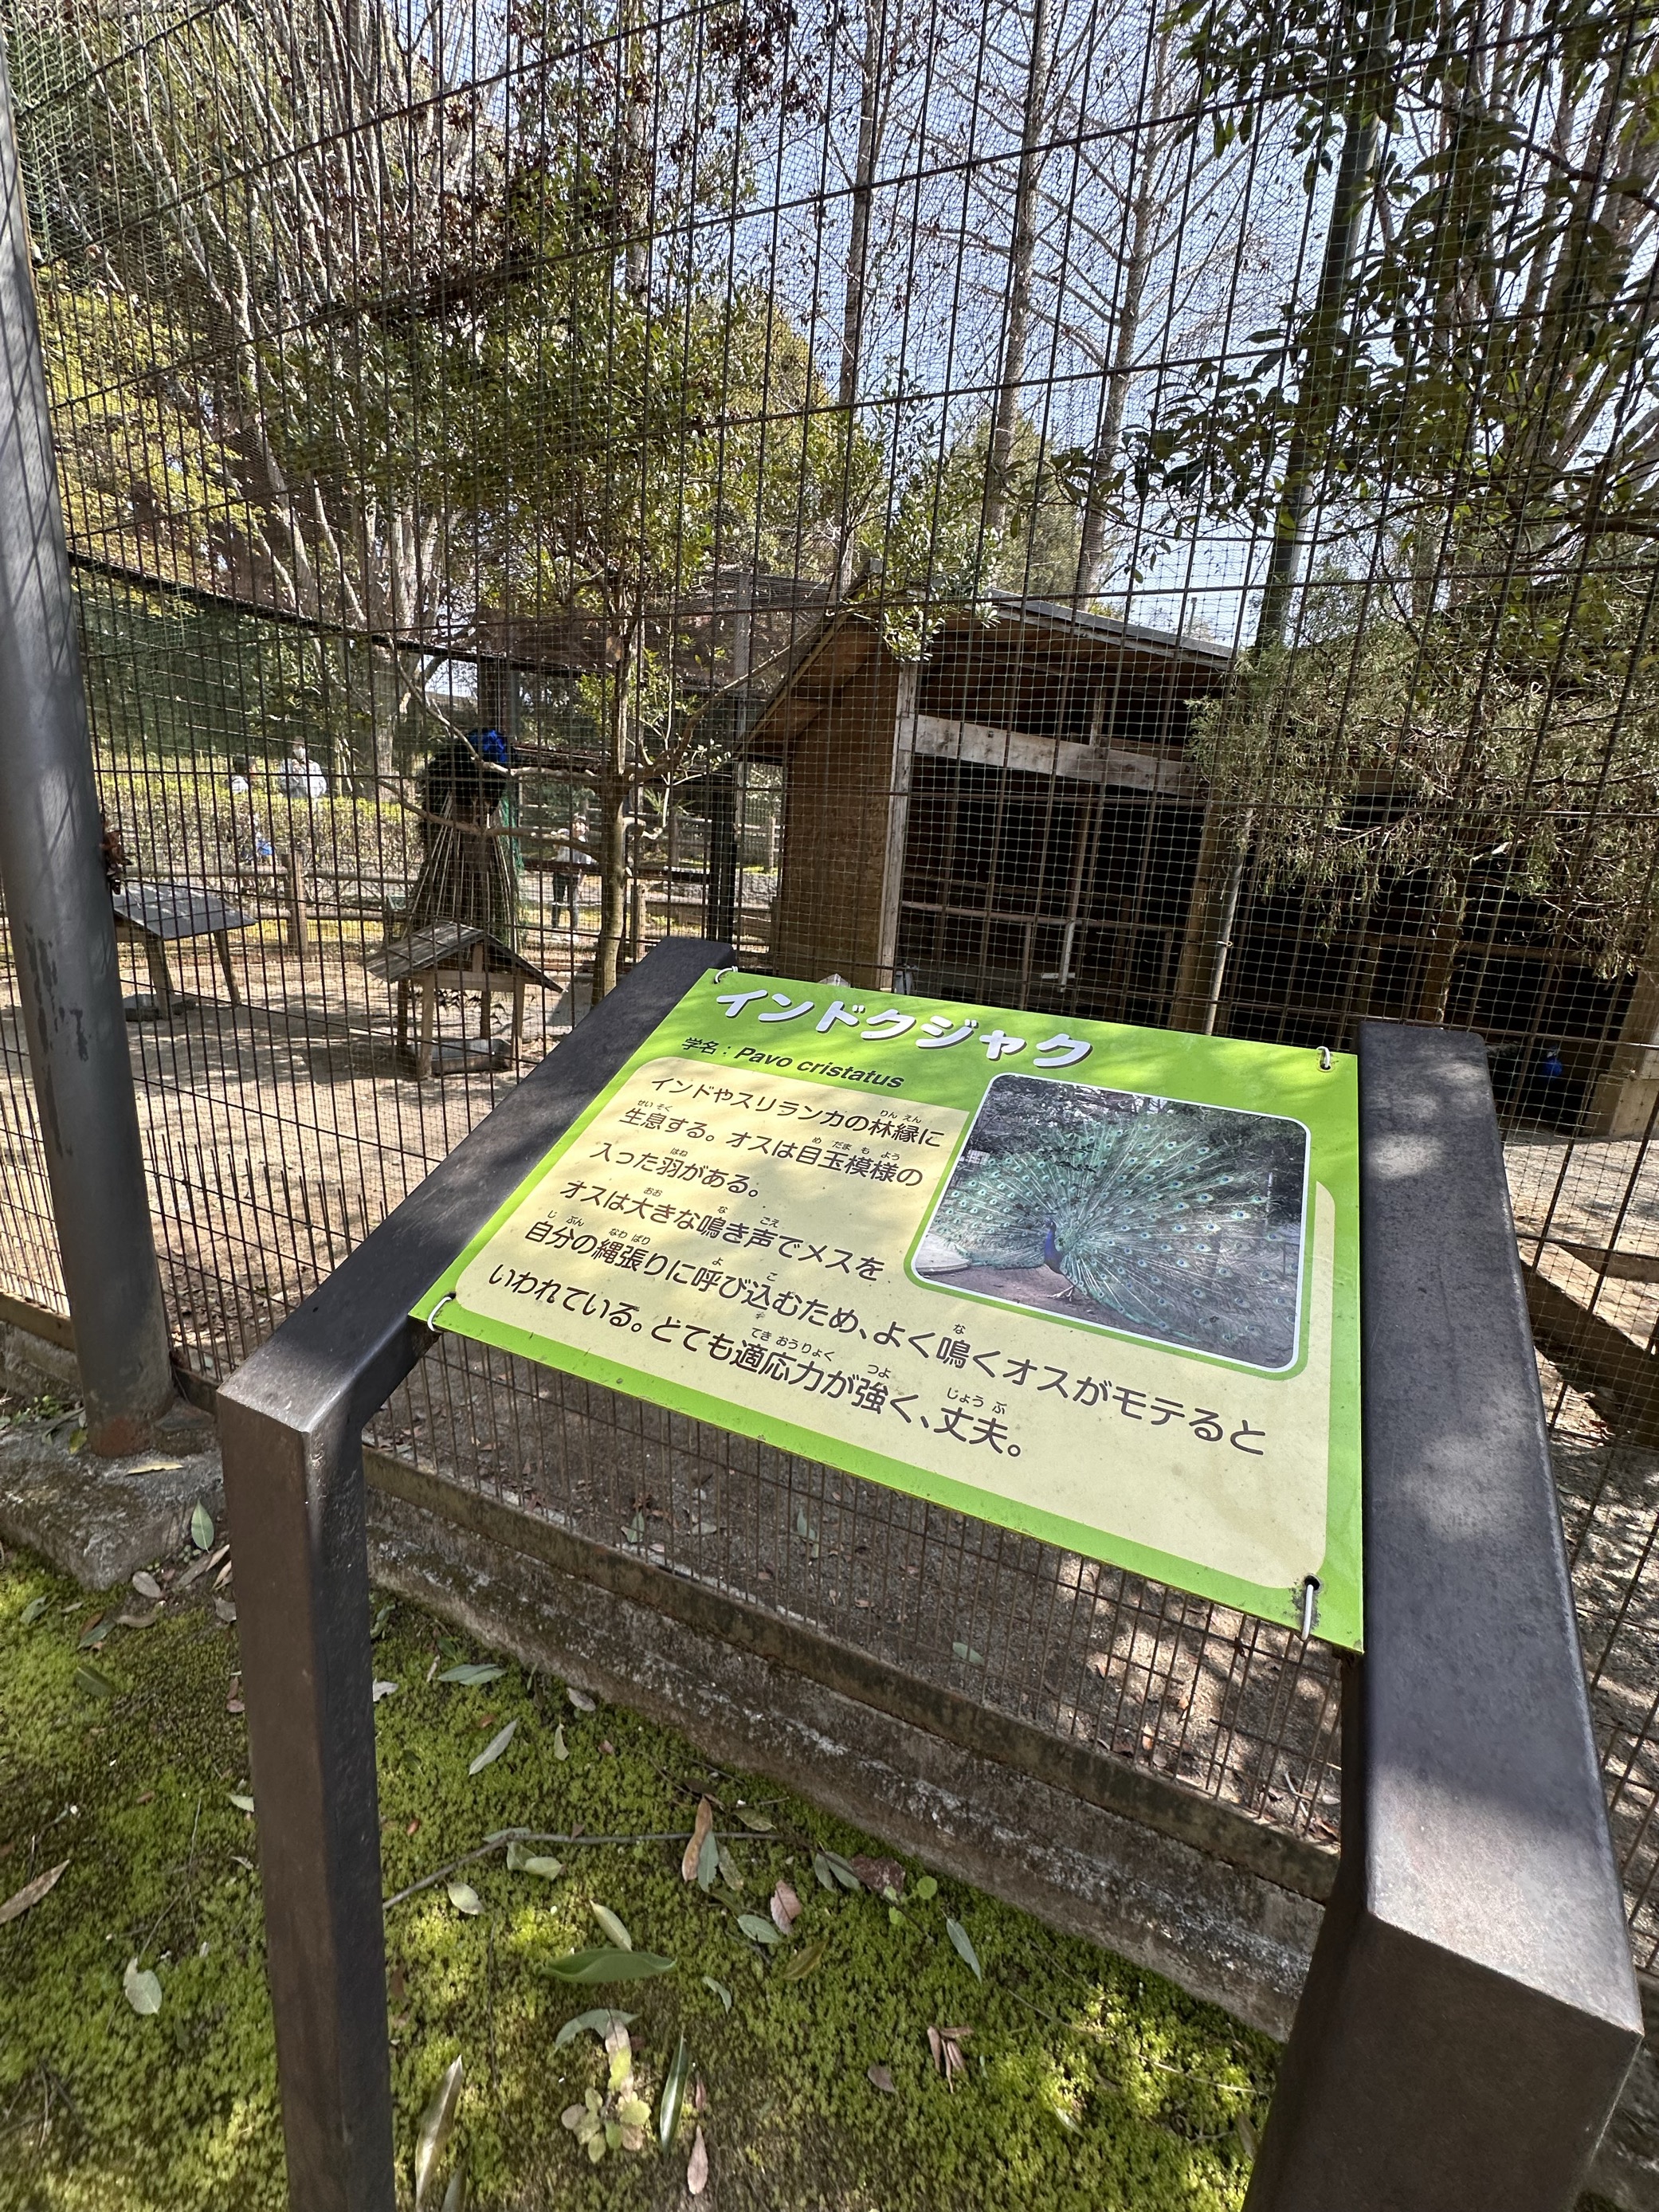 インドクジャク
学名：Pavo cristatus
インドやスリランカの林縁に
生息する。オスは目玉模様の
入った羽がある。
オスは大きな鳴き声でメスを
自分の縄張りに呼び込むため、よく鳴くオスがモテると
いわれている。とても適応力が強く、丈夫。